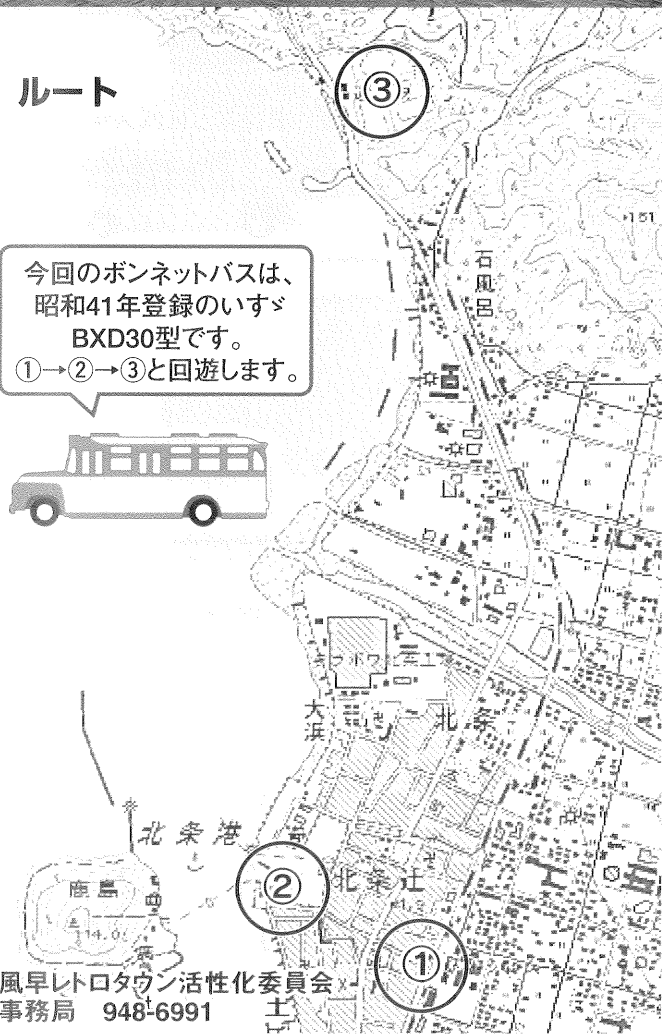 ルート
③
151
石風呂
今回のボンネットバスは、
昭和41年登録のいすゞ
BXD30型です。
①→②→③と回遊します。
大浜
北条
北条港
鹿島
②
北条辻
①
風早レトロタウン活性化委員会
事務局 948-6991
土